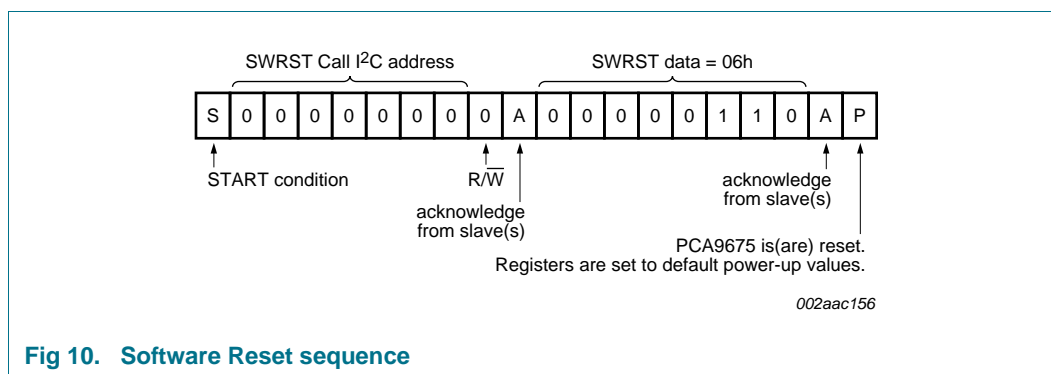 SWRST Call I2C address SWRST data = 06h
S 0 0 0 0 0 0 0 0 A 0 0 0 0 0 1 1 0 A P
START condition R/W acknowledge
acknowledge from slave(s)
from slave(s)
PCA9675 is(are) reset.
Registers are set to default power-up values.
002aac156
Fig 10. Software Reset sequence